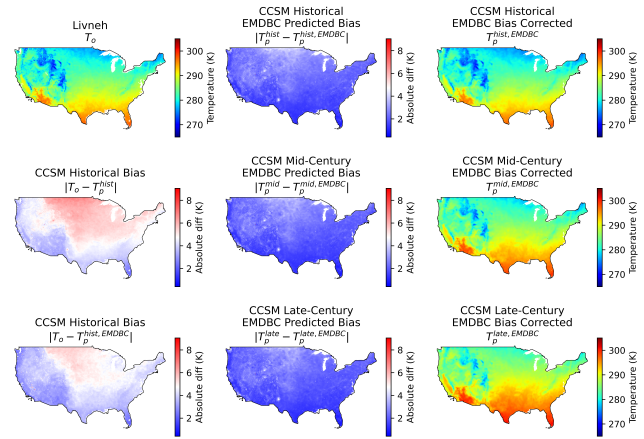 Livneh
T_o
300
290
280
270
Temperature (K)
CCSM Historical
EMDBC Predicted Bias
|T_p^{hist} − T_p^{hist, EMDBC}|
8
6
4
2
Absolute diff (K)
CCSM Historical
EMDBC Bias Corrected
T_p^{hist, EMDBC}
300
290
280
270
Temperature (K)
CCSM Historical Bias
|T_o − T_p^{hist}|
8
6
4
2
Absolute diff (K)
CCSM Mid-Century
EMDBC Predicted Bias
|T_p^{mid} − T_p^{mid, EMDBC}|
8
6
4
2
Absolute diff (K)
CCSM Mid-Century
EMDBC Bias Corrected
T_p^{mid, EMDBC}
300
290
280
270
Temperature (K)
CCSM Historical Bias
|T_o − T_p^{hist, EMDBC}|
8
6
4
2
Absolute diff (K)
CCSM Late-Century
EMDBC Predicted Bias
|T_p^{late} − T_p^{late, EMDBC}|
8
6
4
2
Absolute diff (K)
CCSM Late-Century
EMDBC Bias Corrected
T_p^{late, EMDBC}
300
290
280
270
Temperature (K)